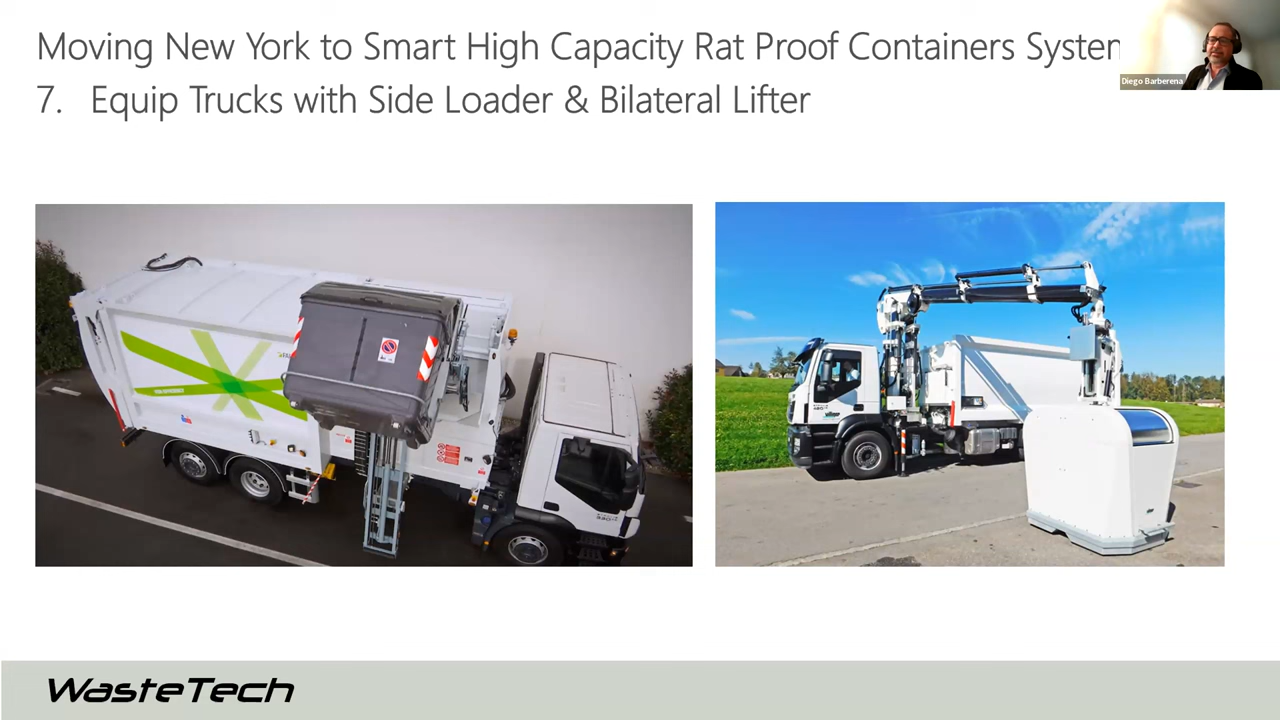 Moving New York to Smart High Capacity Rat Proof Containers System
Diego Barberena
7. Equip Trucks with Side Loader & Bilateral Lifter
WasteTech